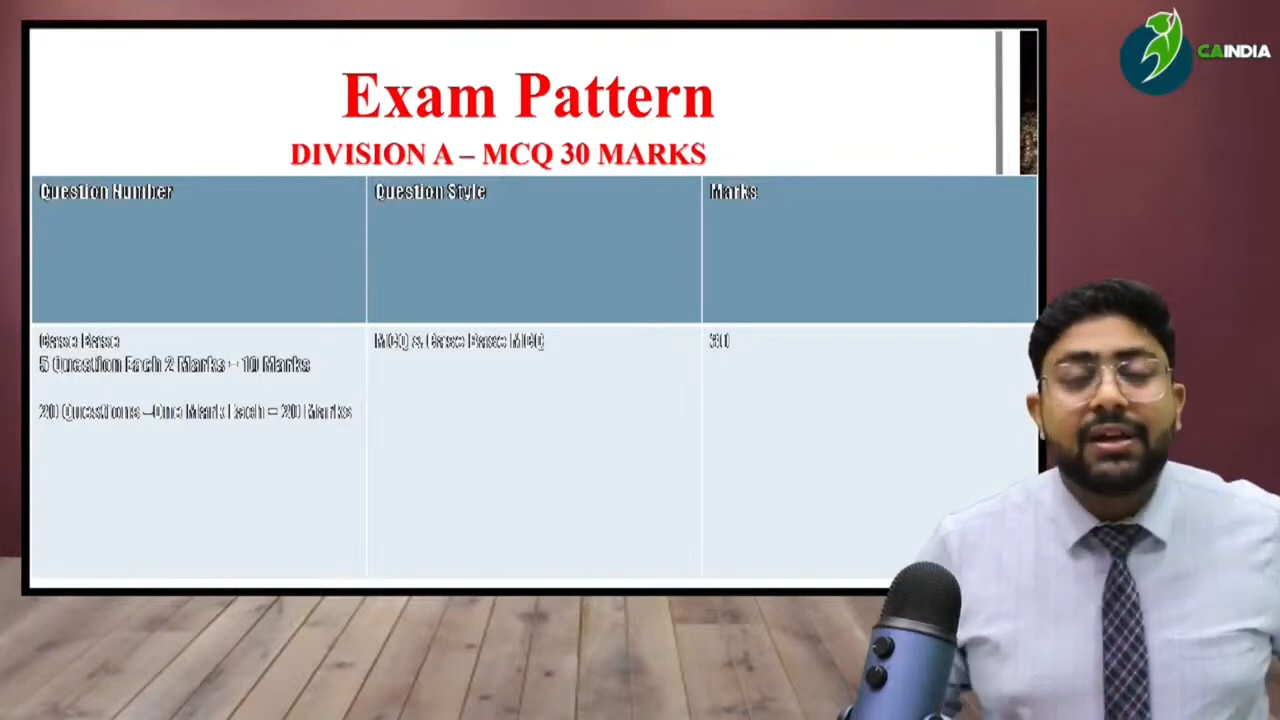 CAINDIA
Exam Pattern
DIVISION A – MCQ 30 MARKS
Question Number
Question Style
Marks
Case Base
5 Question Each 2 Marks – 10 Marks
20 Questions –One Mark Each = 20 Marks
MCQ & Case Base MCQ
30